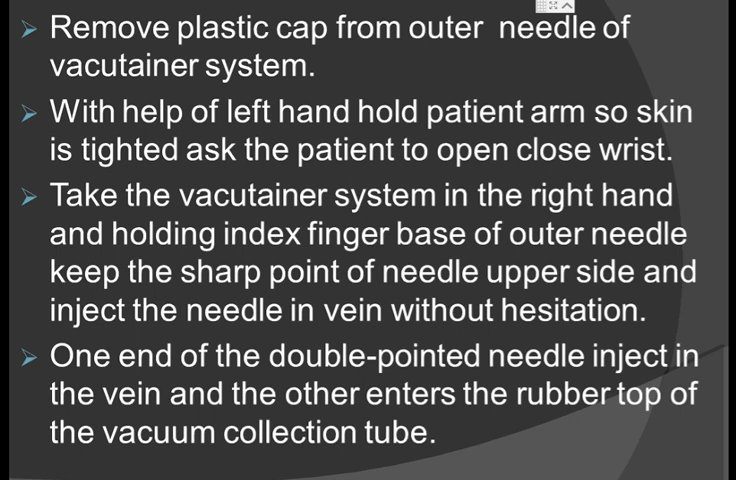 Remove plastic cap from outer needle of
vacutainer system.
With help of left hand hold patient arm so skin
is tighted ask the patient to open close wrist.
Take the vacutainer system in the right hand
and holding index finger base of outer needle
keep the sharp point of needle upper side and
inject the needle in vein without hesitation.
One end of the double-pointed needle inject in
the vein and the other enters the rubber top of
the vacuum collection tube.